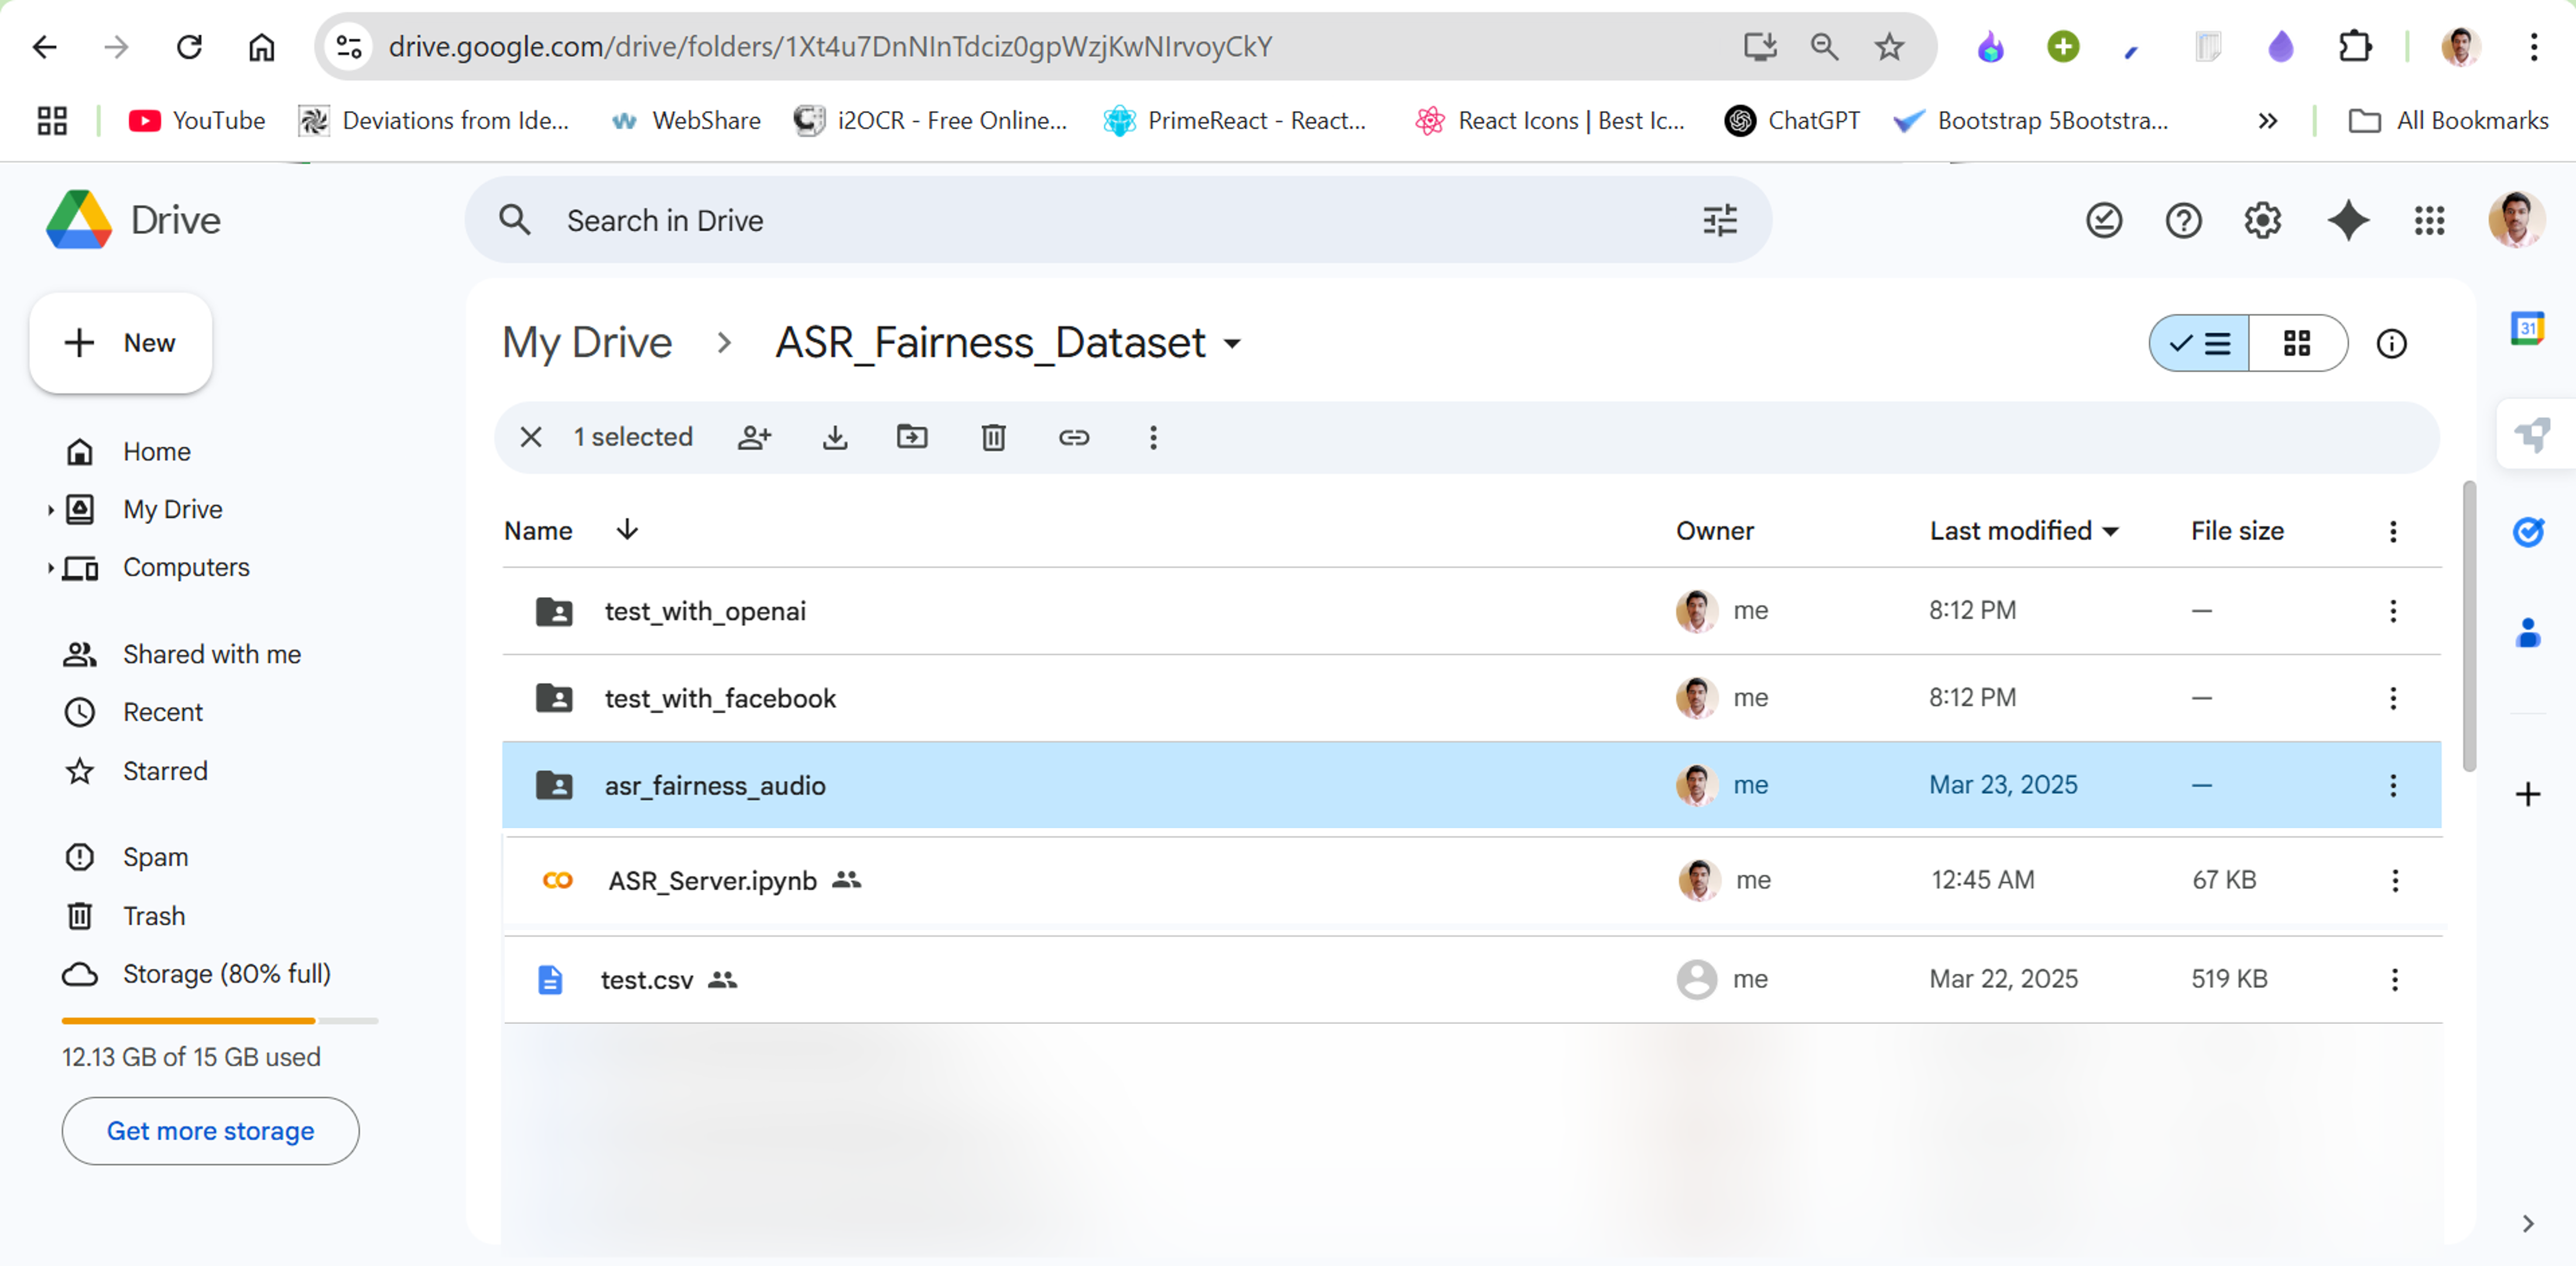 drive.google.com/drive/folders/1Xt4u7DnNInTdciz0gpWzjKwNIrvoyCkY
YouTube Deviations from Ide... WebShare i2OCR - Free Online... PrimeReact - React... React Icons | Best Ic... ChatGPT Bootstrap 5Bootstra... All Bookmarks
Drive
Search in Drive
New
My Drive ASR_Fairness_Dataset
1 selected
Home
My Drive
Computers
Shared with me
Recent
Starred
Spam
Trash
Storage (80% full)
12.13 GB of 15 GB used
Get more storage
Name Owner Last modified File size
test_with_openai me 8:12 PM —
test_with_facebook me 8:12 PM —
asr_fairness_audio me Mar 23, 2025 —
ASR_Server.ipynb me 12:45 AM 67 KB
test.csv me Mar 22, 2025 519 KB
31